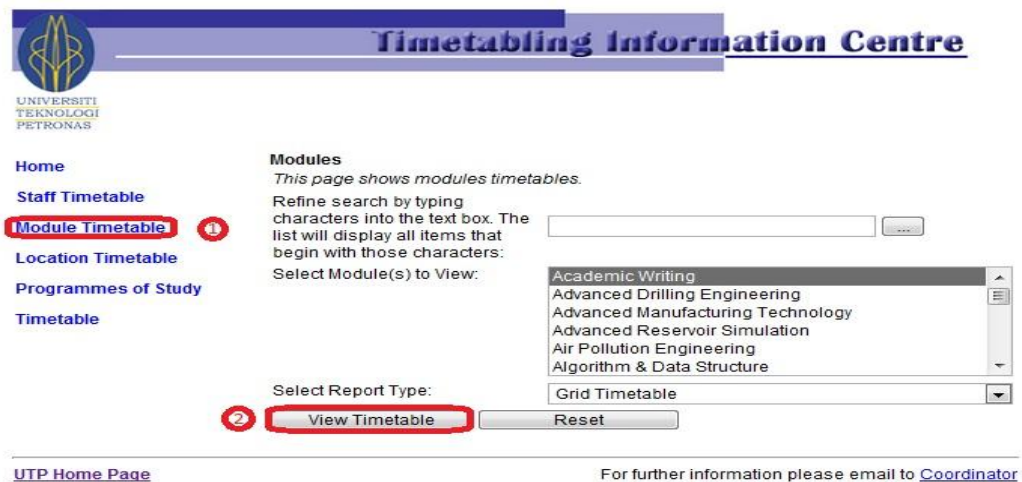 Timetabling Information Centre
UNIVERSITI
TEKNOLOGI
PETRONAS
Home
Staff Timetable
Module Timetable
1
Location Timetable
Programmes of Study
Timetable
Modules
This page shows modules timetables.
Refine search by typing
characters into the text box. The
list will display all items that
begin with those characters:
...
Select Module(s) to View:
Academic Writing
Advanced Drilling Engineering
Advanced Manufacturing Technology
Advanced Reservoir Simulation
Air Pollution Engineering
Algorithm & Data Structure
Select Report Type:
Grid Timetable
2
View Timetable
Reset
UTP Home Page
For further information please email to Coordinator